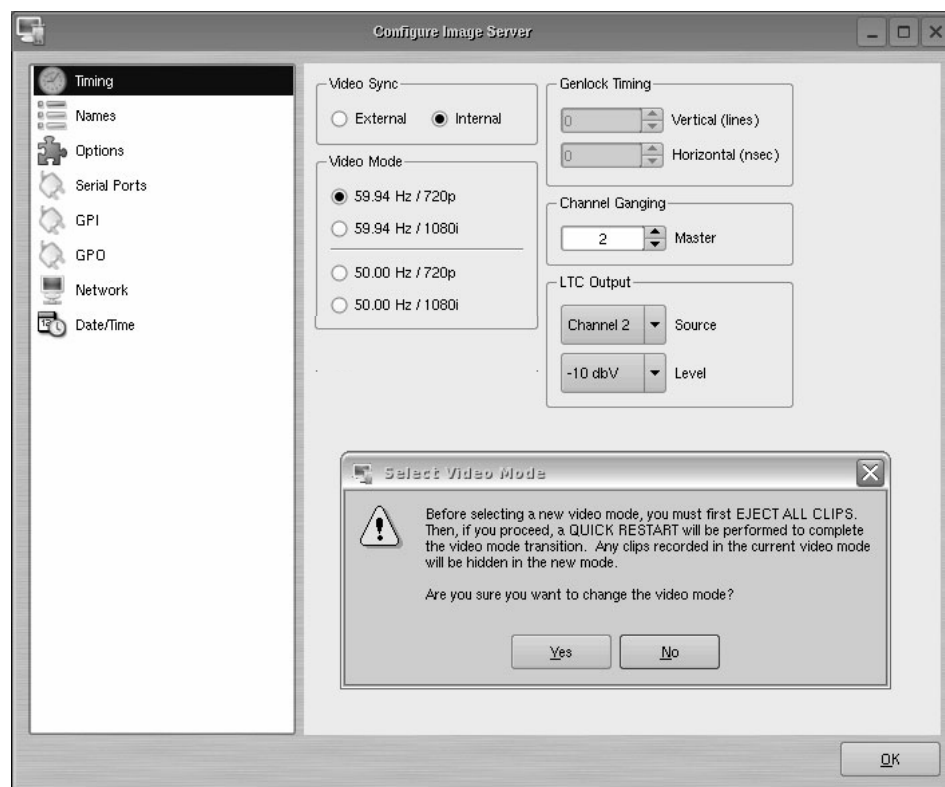 Configure Image Server
Timing
Names
Options
Serial Ports
GPI
GPO
Network
Date/Time
Video Sync
External
Internal
Video Mode
59.94 Hz / 720p
59.94 Hz / 1080i
50.00 Hz / 720p
50.00 Hz / 1080i
Genlock Timing
0 Vertical (lines)
0 Horizontal (nsec)
Channel Ganging
2 Master
LTC Output
Channel 2 Source
-10 dbV Level
Select Video Mode
Before selecting a new video mode, you must first EJECT ALL CLIPS.
Then, if you proceed, a QUICK RESTART will be performed to complete
the video mode transition. Any clips recorded in the current video mode
will be hidden in the new mode.
Are you sure you want to change the video mode?
Yes
No
OK